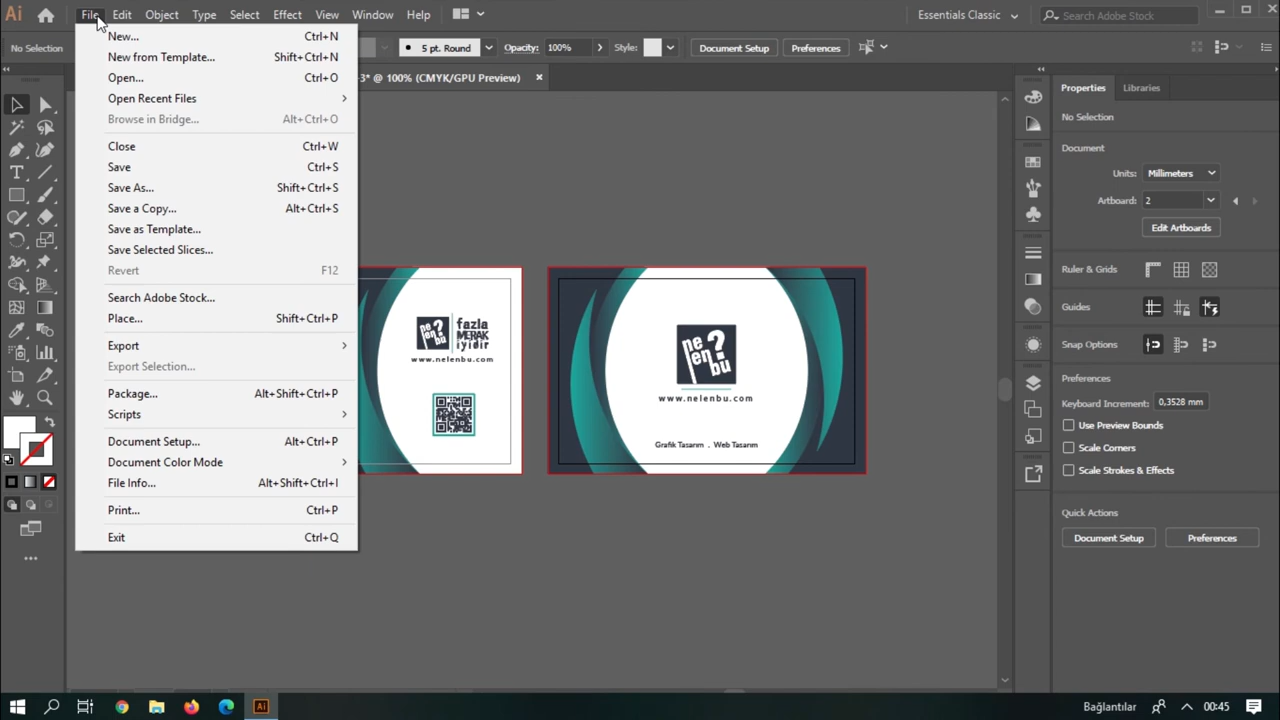 Ai File Edit Object Type Select Effect View Window Help Essentials Classic Search Adobe Stock
No Selection 5 pt. Round Opacity: 100% Style: Document Setup Preferences
3* @ 100% (CMYK/GPU Preview)
New... Ctrl+N
New from Template... Shift+Ctrl+N
Open... Ctrl+O
Open Recent Files
Browse in Bridge... Alt+Ctrl+O
Close Ctrl+W
Save Ctrl+S
Save As... Shift+Ctrl+S
Save a Copy... Alt+Ctrl+S
Save as Template...
Save Selected Slices...
Revert F12
Search Adobe Stock...
Place... Shift+Ctrl+P
Export
Export Selection...
Package... Alt+Shift+Ctrl+P
Scripts
Document Setup... Alt+Ctrl+P
Document Color Mode
File Info... Alt+Shift+Ctrl+I
Print... Ctrl+P
Exit Ctrl+Q
ne
len
bu
?
fazla
MERAK
iyidir
www.nelenbu.com
ne
len
bu
?
www.nelenbu.com
Grafik Tasarım . Web Tasarım
Properties Libraries
No Selection
Document
Units: Millimeters
Artboard: 2
Edit Artboards
Ruler & Grids
Guides
Snap Options
Preferences
Keyboard Increment: 0,3528 mm
Use Preview Bounds
Scale Corners
Scale Strokes & Effects
Quick Actions
Document Setup Preferences
Ai Bağlantılar 00:45